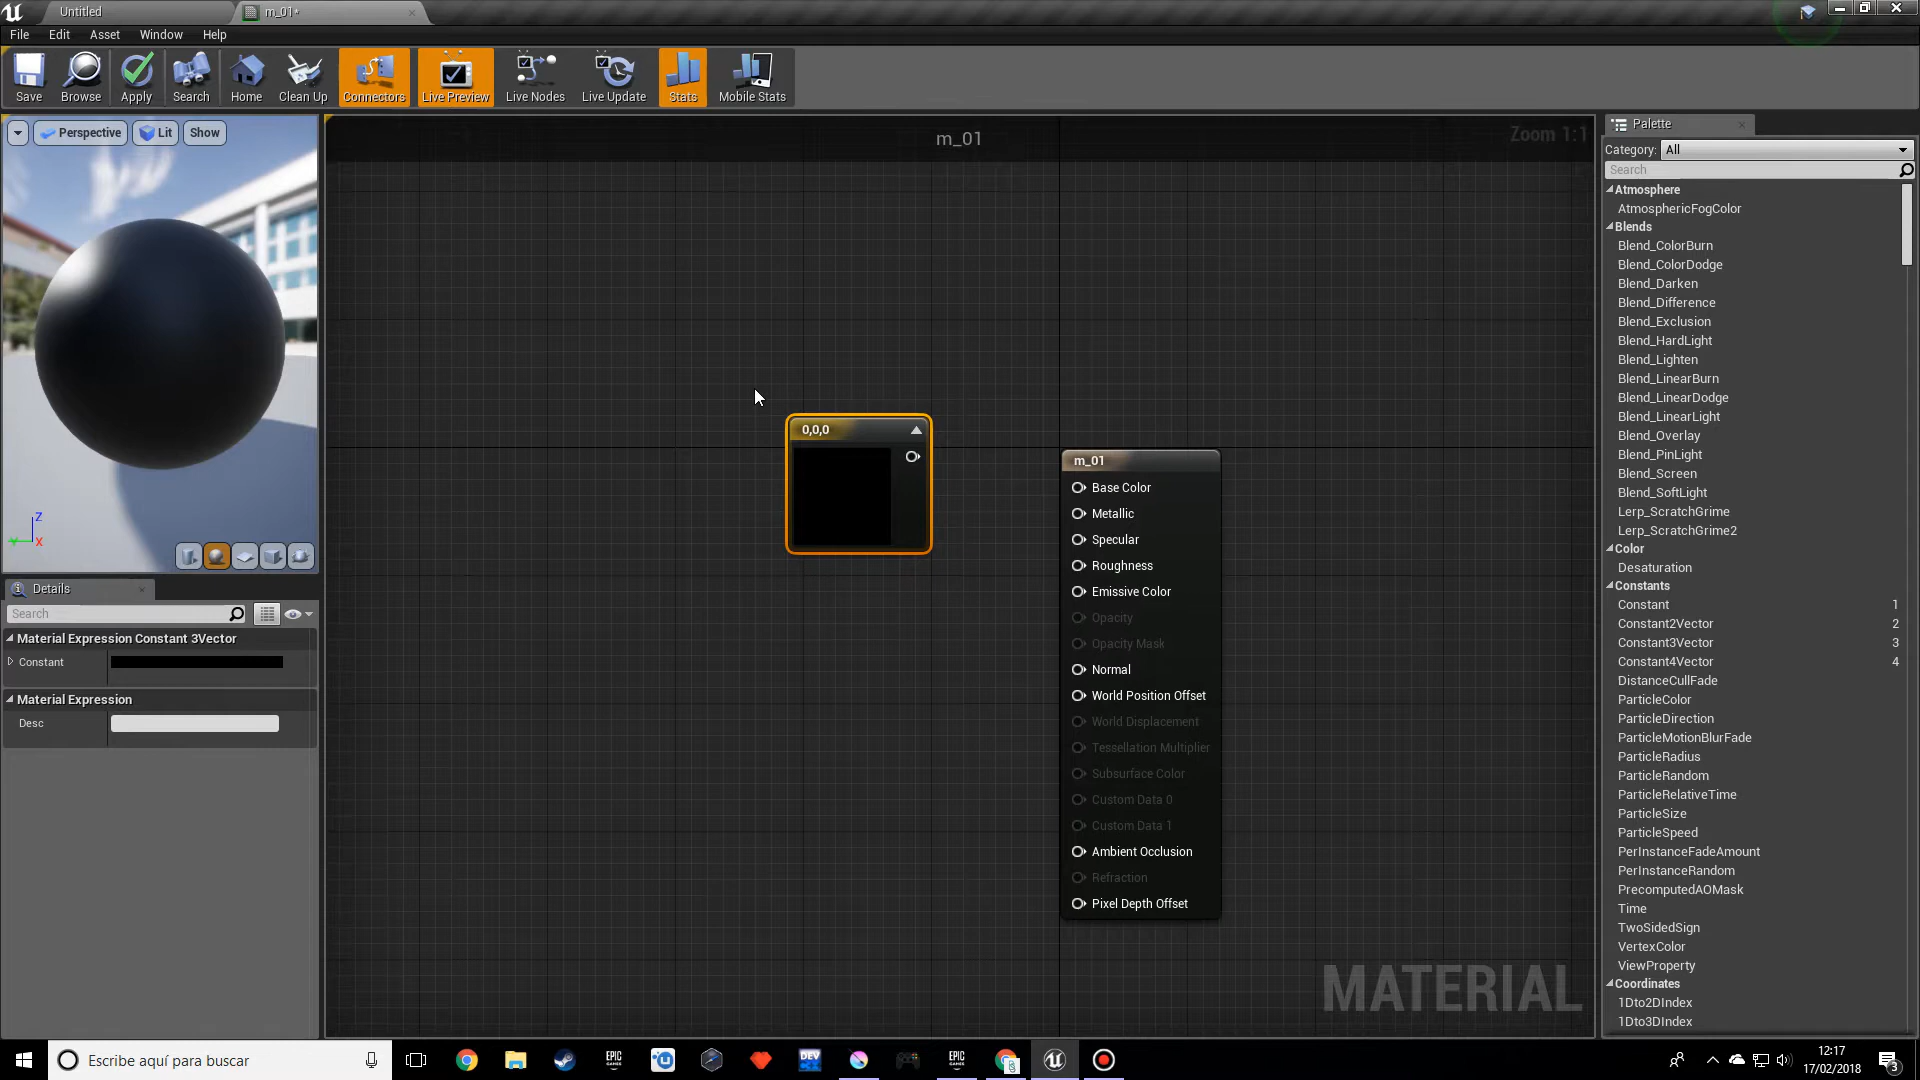 Untitled
m_01*
File Edit Asset Window Help
Save Browse Apply Search Home Clean Up Connectors Live Preview Live Nodes Live Update Stats Mobile Stats
Perspective Lit Show
Z
Y
X
Details
Search
Material Expression Constant 3Vector
Constant
Material Expression
Desc
m_01
Zoom 1:1
0,0,0
m_01
Base Color
Metallic
Specular
Roughness
Emissive Color
Opacity
Opacity Mask
Normal
World Position Offset
World Displacement
Tessellation Multiplier
Subsurface Color
Custom Data 0
Custom Data 1
Ambient Occlusion
Refraction
Pixel Depth Offset
MATERIAL
Palette
Category: All
Search
Atmosphere
AtmosphericFogColor
Blends
Blend_ColorBurn
Blend_ColorDodge
Blend_Darken
Blend_Difference
Blend_Exclusion
Blend_HardLight
Blend_Lighten
Blend_LinearBurn
Blend_LinearDodge
Blend_LinearLight
Blend_Overlay
Blend_PinLight
Blend_Screen
Blend_SoftLight
Lerp_ScratchGrime
Lerp_ScratchGrime2
Color
Desaturation
Constants
Constant 1
Constant2Vector 2
Constant3Vector 3
Constant4Vector 4
DistanceCullFade
ParticleColor
ParticleDirection
ParticleMotionBlurFade
ParticleRadius
ParticleRandom
ParticleRelativeTime
ParticleSize
ParticleSpeed
PerInstanceFadeAmount
PerInstanceRandom
PrecomputedAOMask
Time
TwoSidedSign
VertexColor
ViewProperty
Coordinates
1Dto2DIndex
1Dto3DIndex
Escribe aquí para buscar
EPIC GAMES
DEV
EPIC GAMES
12:17
17/02/2018
3